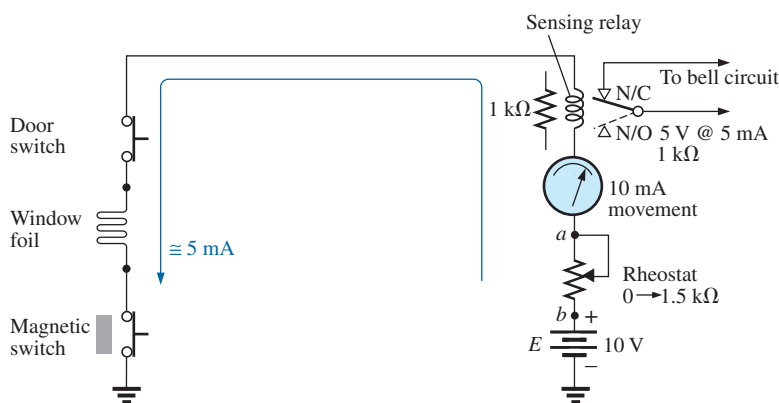 Sensing relay
To bell circuit
N/C
1 kΩ
N/O 5 V @ 5 mA
1 kΩ
Door
switch
10 mA
movement
Window
foil
≅ 5 mA
a
Rheostat
0 → 1.5 kΩ
Magnetic
switch
b +
E 10 V
–